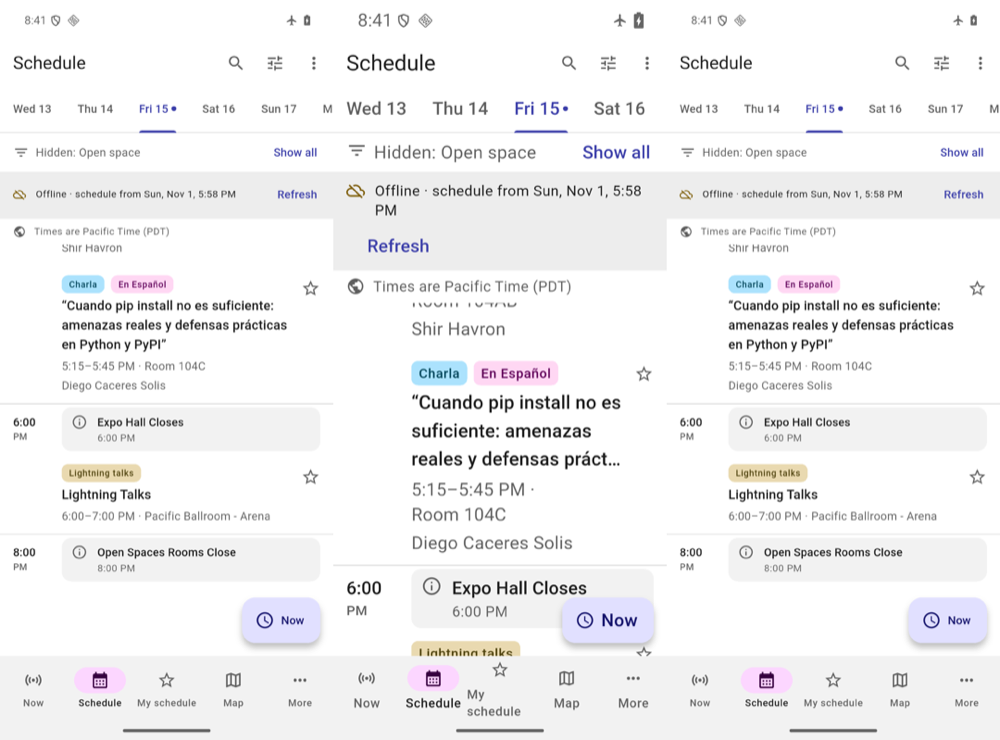 8:41
Schedule
Wed 13 Thu 14 Fri 15 • Sat 16 Sun 17 M
Hidden: Open space Show all
Offline · schedule from Sun, Nov 1, 5:58 PM Refresh
Times are Pacific Time (PDT)
Shir Havron
Charla En Español
“Cuando pip install no es suficiente:
amenazas reales y defensas prácticas
en Python y PyPI”
5:15–5:45 PM · Room 104C
Diego Caceres Solis
6:00
PM
Expo Hall Closes
6:00 PM
Lightning talks
Lightning Talks
6:00–7:00 PM · Pacific Ballroom - Arena
8:00
PM
Open Spaces Rooms Close
8:00 PM
Now
Now Schedule My schedule Map More
8:41
Schedule
Wed 13 Thu 14 Fri 15 • Sat 16
Hidden: Open space Show all
Offline · schedule from Sun, Nov 1, 5:58
PM
Refresh
Times are Pacific Time (PDT)
Room 104AB
Shir Havron
Charla En Español
“Cuando pip install no es
suficiente: amenazas
reales y defensas práct…
5:15–5:45 PM ·
Room 104C
Diego Caceres Solis
6:00
PM
Expo Hall Closes
6:00 PM
Now
Lightning talks
Now Schedule My
schedule Map More
8:41
Schedule
Wed 13 Thu 14 Fri 15 • Sat 16 Sun 17 M
Hidden: Open space Show all
Offline · schedule from Sun, Nov 1, 5:58 PM Refresh
Times are Pacific Time (PDT)
Shir Havron
Charla En Español
“Cuando pip install no es suficiente:
amenazas reales y defensas prácticas
en Python y PyPI”
5:15–5:45 PM · Room 104C
Diego Caceres Solis
6:00
PM
Expo Hall Closes
6:00 PM
Lightning talks
Lightning Talks
6:00–7:00 PM · Pacific Ballroom - Arena
8:00
PM
Open Spaces Rooms Close
8:00 PM
Now
Now Schedule My schedule Map More